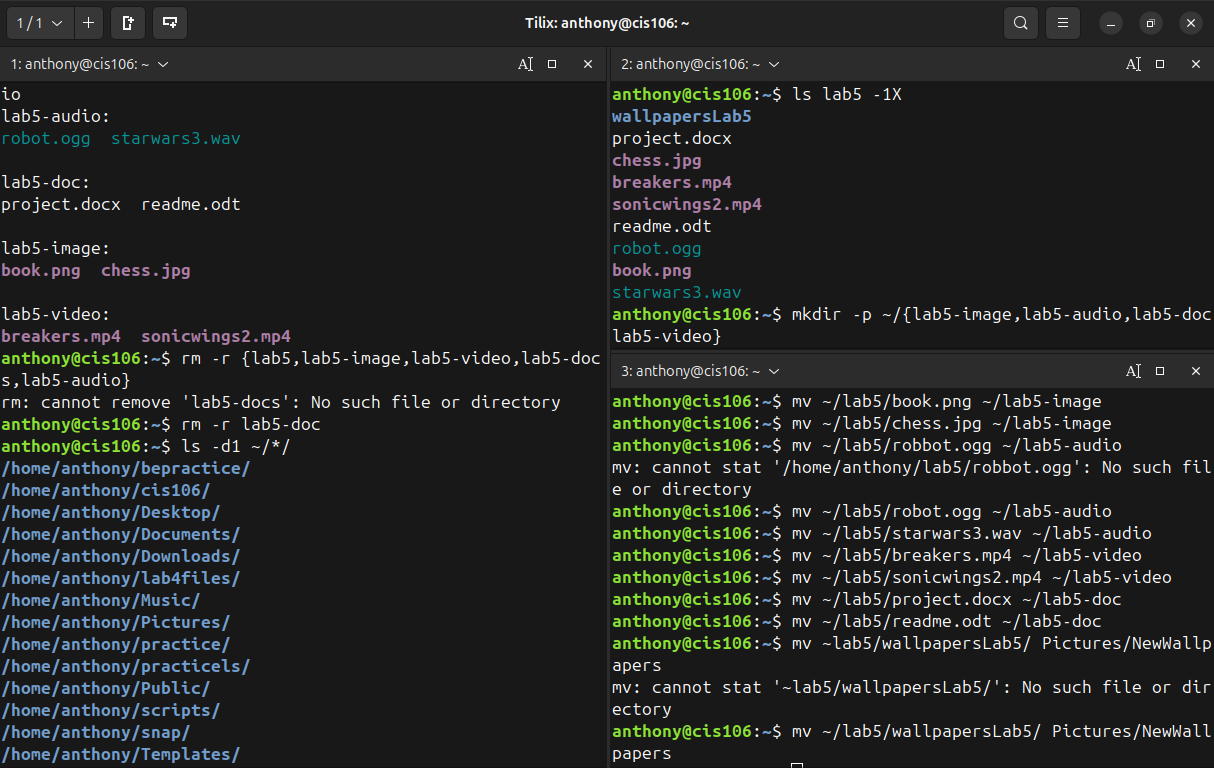 1 / 1
Tilix: anthony@cis106: ~
1: anthony@cis106: ~
io
lab5-audio:
robot.ogg  starwars3.wav
lab5-doc:
project.docx  readme.odt
lab5-image:
book.png  chess.jpg
lab5-video:
breakers.mp4  sonicwings2.mp4
anthony@cis106:~$ rm -r {lab5,lab5-image,lab5-video,lab5-doc
s,lab5-audio}
rm: cannot remove 'lab5-docs': No such file or directory
anthony@cis106:~$ rm -r lab5-doc
anthony@cis106:~$ ls -d1 ~/*/
/home/anthony/bepractice/
/home/anthony/cis106/
/home/anthony/Desktop/
/home/anthony/Documents/
/home/anthony/Downloads/
/home/anthony/lab4files/
/home/anthony/Music/
/home/anthony/Pictures/
/home/anthony/practice/
/home/anthony/practicels/
/home/anthony/Public/
/home/anthony/scripts/
/home/anthony/snap/
/home/anthony/Templates/
2: anthony@cis106: ~
anthony@cis106:~$ ls lab5 -1X
wallpapersLab5
project.docx
chess.jpg
breakers.mp4
sonicwings2.mp4
readme.odt
robot.ogg
book.png
starwars3.wav
anthony@cis106:~$ mkdir -p ~/{lab5-image,lab5-audio,lab5-doc
lab5-video}
3: anthony@cis106: ~
anthony@cis106:~$ mv ~/lab5/book.png ~/lab5-image
anthony@cis106:~$ mv ~/lab5/chess.jpg ~/lab5-image
anthony@cis106:~$ mv ~/lab5/robbot.ogg ~/lab5-audio
mv: cannot stat '/home/anthony/lab5/robbot.ogg': No such fil
e or directory
anthony@cis106:~$ mv ~/lab5/robot.ogg ~/lab5-audio
anthony@cis106:~$ mv ~/lab5/starwars3.wav ~/lab5-audio
anthony@cis106:~$ mv ~/lab5/breakers.mp4 ~/lab5-video
anthony@cis106:~$ mv ~/lab5/sonicwings2.mp4 ~/lab5-video
anthony@cis106:~$ mv ~/lab5/project.docx ~/lab5-doc
anthony@cis106:~$ mv ~/lab5/readme.odt ~/lab5-doc
anthony@cis106:~$ mv ~lab5/wallpapersLab5/ Pictures/NewWallp
apers
mv: cannot stat '~lab5/wallpapersLab5/': No such file or dir
ectory
anthony@cis106:~$ mv ~/lab5/wallpapersLab5/ Pictures/NewWall
papers